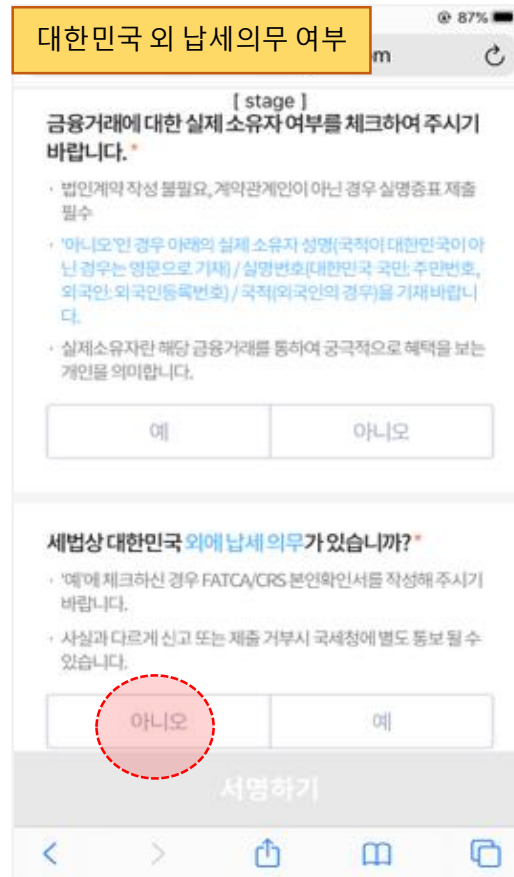 대한민국 외 납세의무 여부
87%
m
[ stage ]
금융거래에 대한 실제 소유자 여부를 체크하여 주시기
바랍니다. *
· 법인계약 작성 불필요, 계약관계인이 아닌 경우 실명증표 제출
필수
· '아니오'인 경우 아래의 실제 소유자 성명(국적이 대한민국이 아
닌 경우는 영문으로 기재) / 실명번호(대한민국 국민: 주민번호,
외국인: 외국인등록번호) / 국적(외국인의 경우)을 기재 바랍니
다.
· 실제소유자란 해당 금융거래를 통하여 궁극적으로 혜택을 보는
개인을 의미합니다.
예 아니오
세법상 대한민국 외에 납세 의무가 있습니까? *
· '예'에 체크하신 경우 FATCA/CRS 본인확인서를 작성해 주시기
바랍니다.
· 사실과 다르게 신고 또는 제출 거부시 국세청에 별도 통보 될 수
있습니다.
아니오 예
서명하기